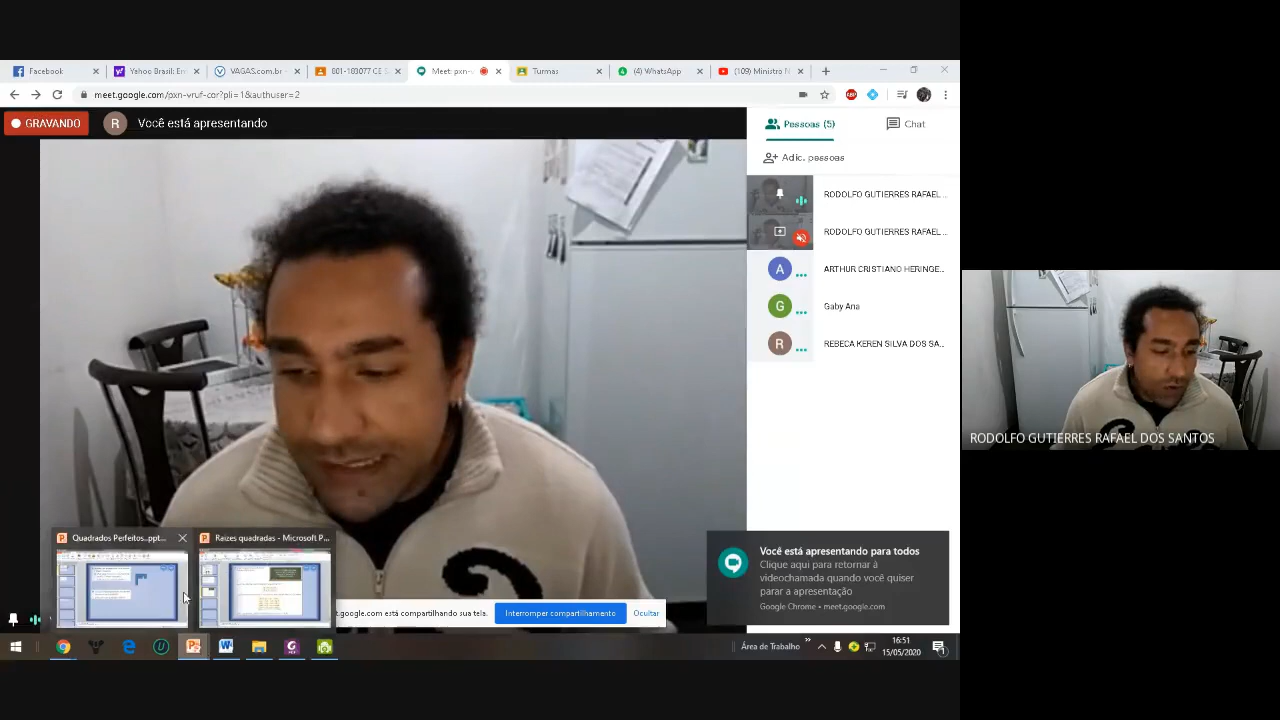 Facebook
Yahoo Brasil: En
VAGAS.com.br -
Meet: pxn-v
Turmas
(4) WhatsApp
(109) Ministro N
meet.google.com/pxn-vruf-cor?pli=1&authuser=2
ABP
GRAVANDO
R
Você está apresentando
Pessoas (5)
Chat
Adic. pessoas
RODOLFO GUTIERRES RAFAEL ...
RODOLFO GUTIERRES RAFAEL ...
A
ARTHUR CRISTIANO HERINGE...
G
Gaby Ana
R
REBECA KEREN SILVA DOS SA...
RODOLFO GUTIERRES RAFAEL DOS SANTOS
Quadrados Perfeitos..ppt...
Raizes quadradas - Microsoft P...
Você está apresentando para todos
Clique aqui para retornar à
videochamada quando você quiser
parar a apresentação
Google Chrome • meet.google.com
t.google.com está compartilhando sua tela.
Interromper compartilhamento
Ocultar
Área de Trabalho
16:51
15/05/2020